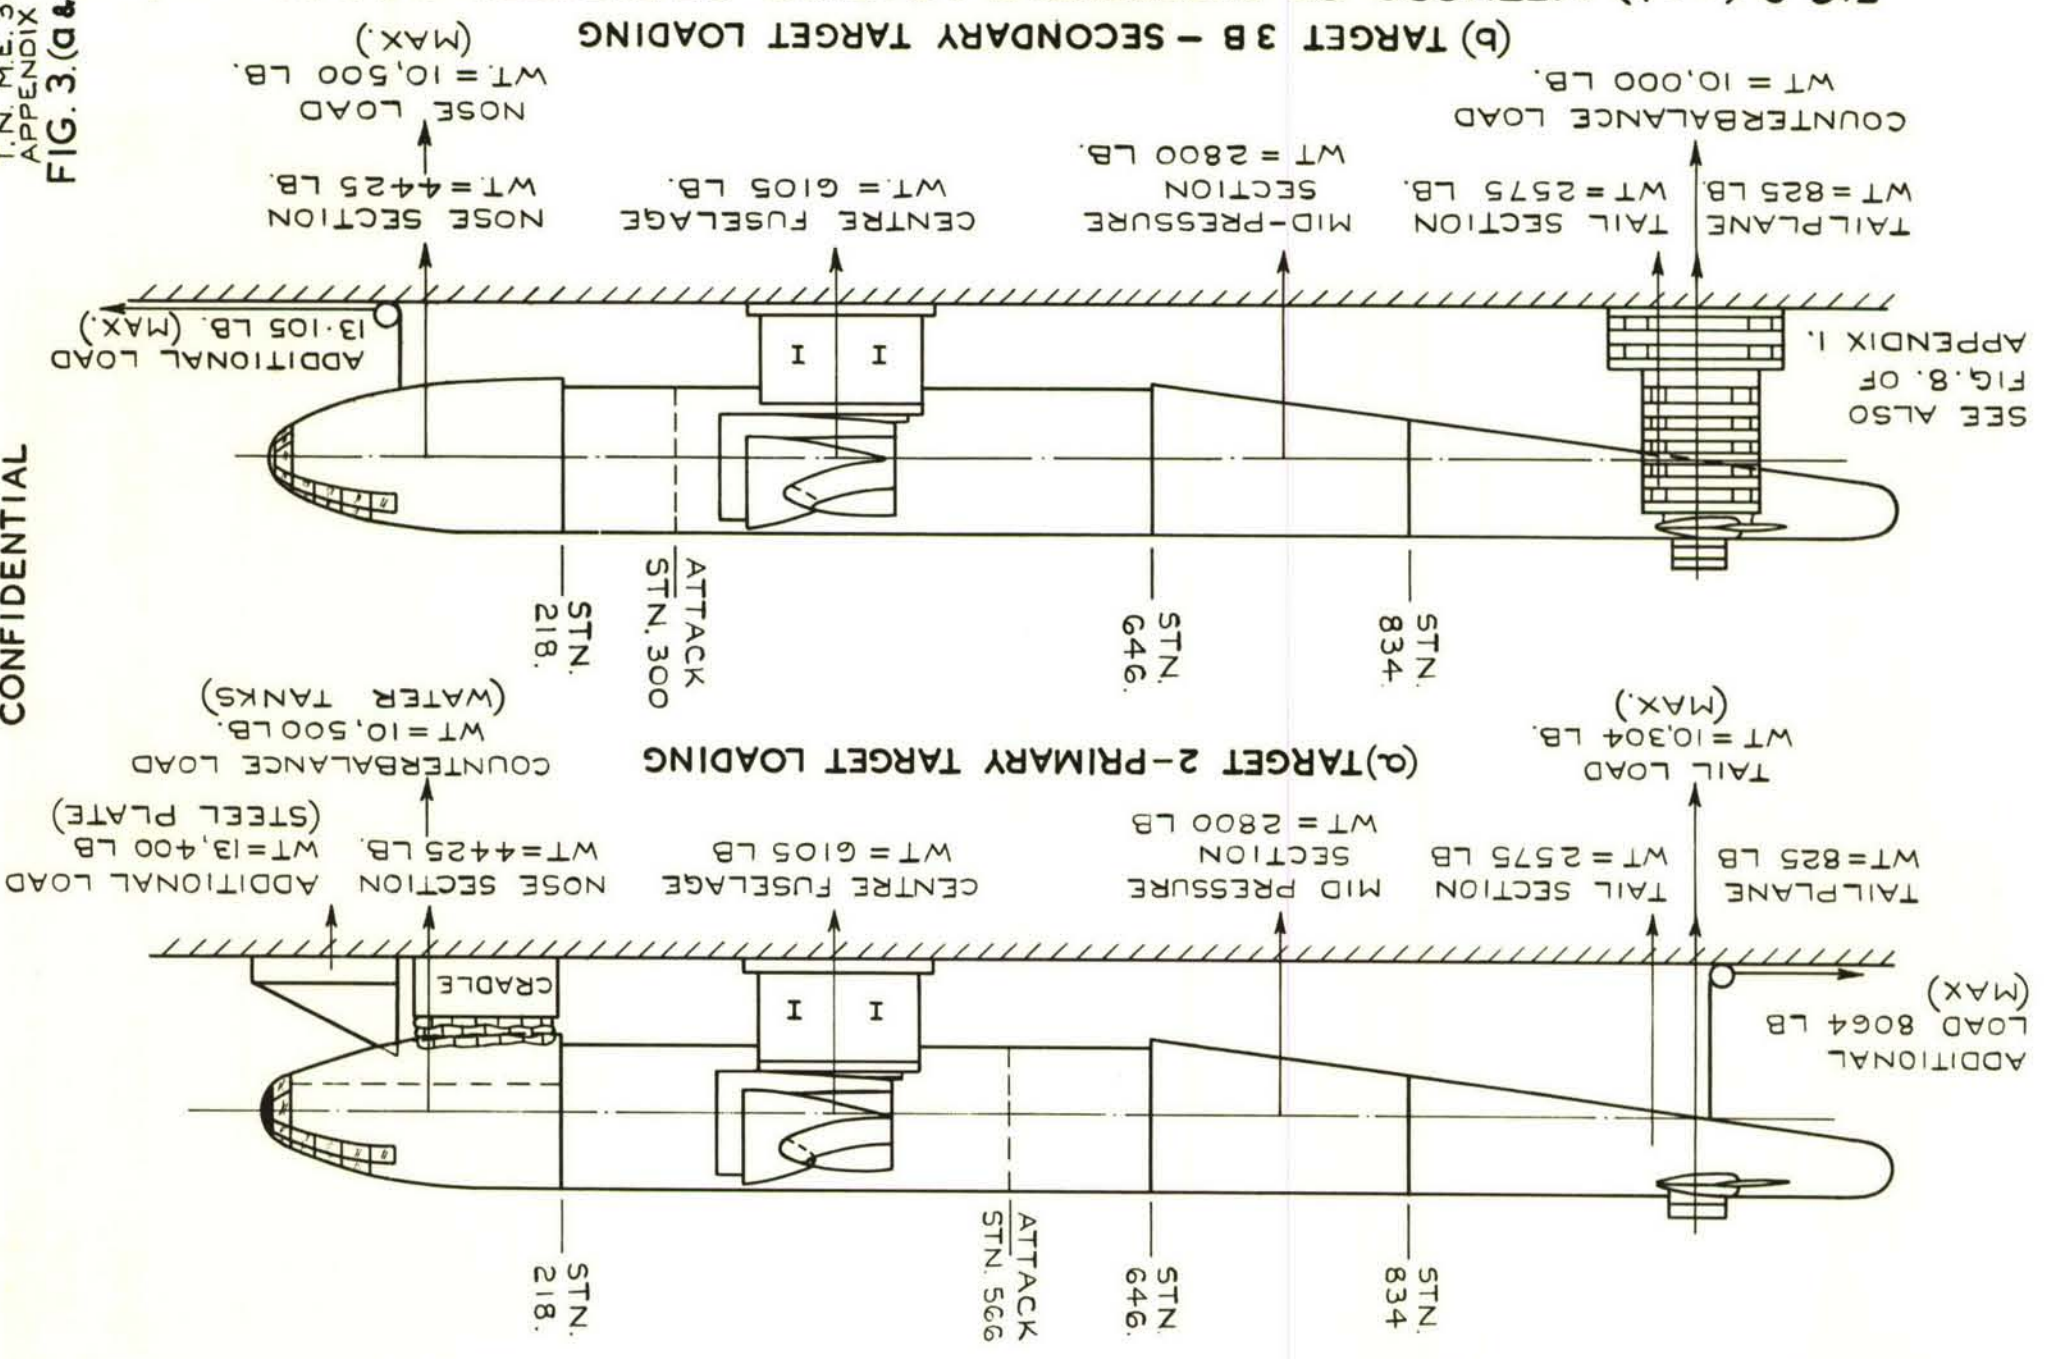 CONFIDENTIAL
APPENDIX
FIG. 3.(a &
STN.
834
STN.
646.
ATTACK
STN. 566
STN.
218.
ADDITIONAL
LOAD 8064 LB
(MAX)
I I
CRADLE
TAILPLANE
WT=825 LB
TAIL SECTION
WT=2575 LB
MID PRESSURE
SECTION
WT= 2800 LB
CENTRE FUSELAGE
WT=6105 LB
NOSE SECTION
WT=4425 LB.
ADDITIONAL LOAD
WT=13,400 LB
(STEEL PLATE)
TAIL LOAD
WT=10,304 LB.
(MAX.)
COUNTERBALANCE LOAD
WT=10,500 LB.
(WATER TANKS)
(a) TARGET 2-PRIMARY TARGET LOADING
STN.
834.
STN.
646.
ATTACK
STN. 300
STN.
218.
SEE ALSO
FIG.8. OF
APPENDIX 1.
I I
ADDITIONAL LOAD
13·105 LB. (MAX.)
TAILPLANE
WT=825 LB.
TAIL SECTION
WT=2575 LB.
MID-PRESSURE
SECTION
WT=2800 LB.
CENTRE FUSELAGE
WT.=6105 LB.
NOSE SECTION
WT.=4425 LB.
COUNTERBALANCE LOAD
WT = 10,000 LB.
NOSE LOAD
WT.=10,500 LB.
(MAX.)
(b) TARGET 3B – SECONDARY TARGET LOADING